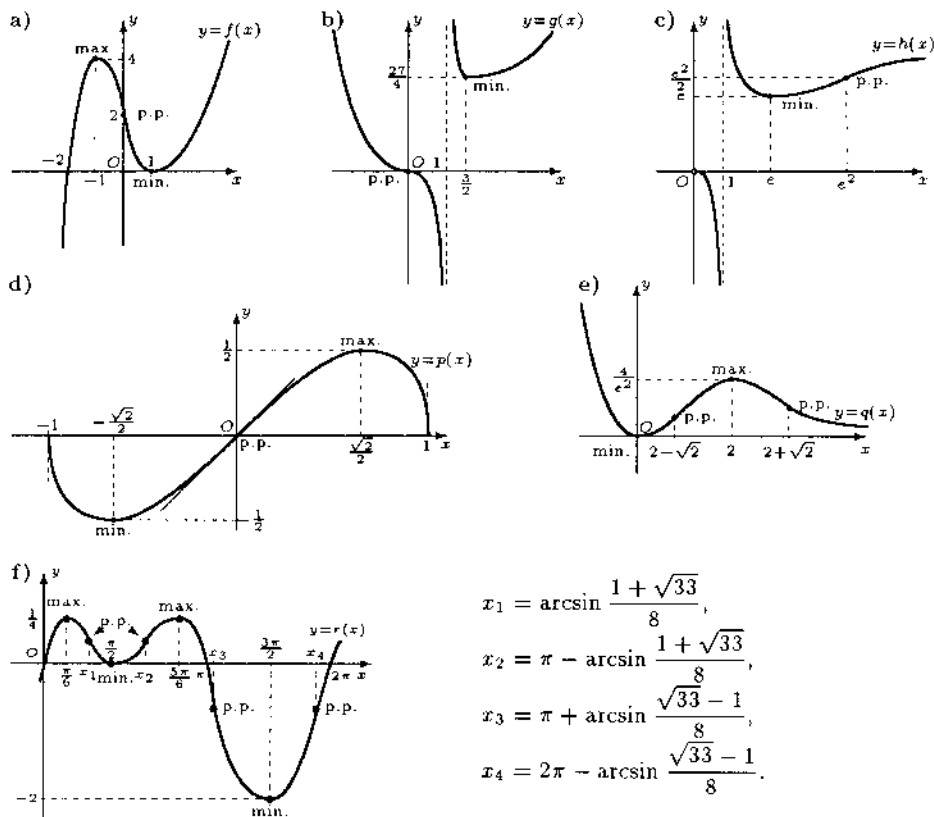 a)
y
y=f(x)
max.
4
p.p.
2
−2
O
1
−1
min.
x
b)
y
y=g(x)
27/4
min.
O
1
p.p.
3/2
x
c)
y
y=h(x)
e²/2
e
p.p.
min.
O
1
e
e²
x
d)
y
1/2
max.
y=p(x)
−1
−√2/2
O
p.p.
√2/2
1
x
−1/2
min.
e)
y
4/e²
max.
p.p.
p.p.
y=q(x)
O
min.
2−√2
2
2+√2
x
f)
y
max.
max.
1/4
p.p.
y=r(x)
π/2
x₃
3π/2
x₄
O
π/6
x₁
min.
x₂
5π/6
π
2π
x
p.p.
p.p.
−2
min.
x₁ = arcsin (1 + √33)/8,
x₂ = π − arcsin (1 + √33)/8,
x₃ = π + arcsin (√33 − 1)/8,
x₄ = 2π − arcsin (√33 − 1)/8.